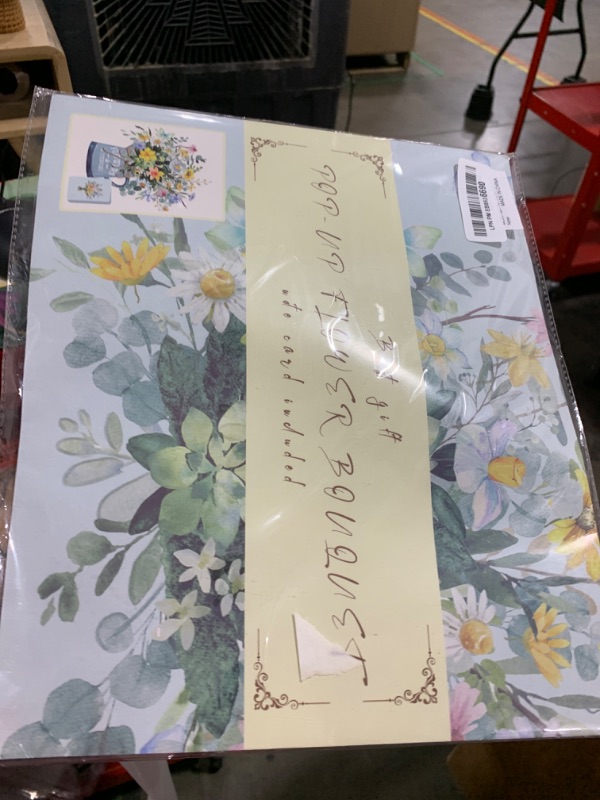 Best gift
POP UP FLOWER BOUQUET
note card included